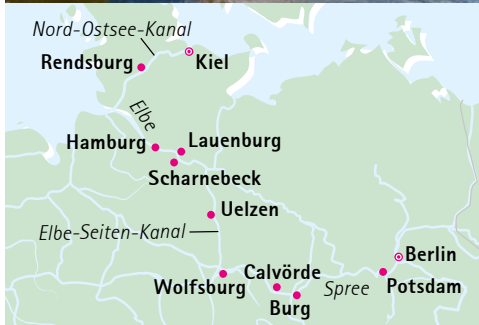 Nord-Ostsee-Kanal
Rendsburg
Kiel
Elbe
Hamburg
Lauenburg
Scharnebeck
Uelzen
Elbe-Seiten-Kanal
Berlin
Wolfsburg
Calvörde
Spree
Potsdam
Burg